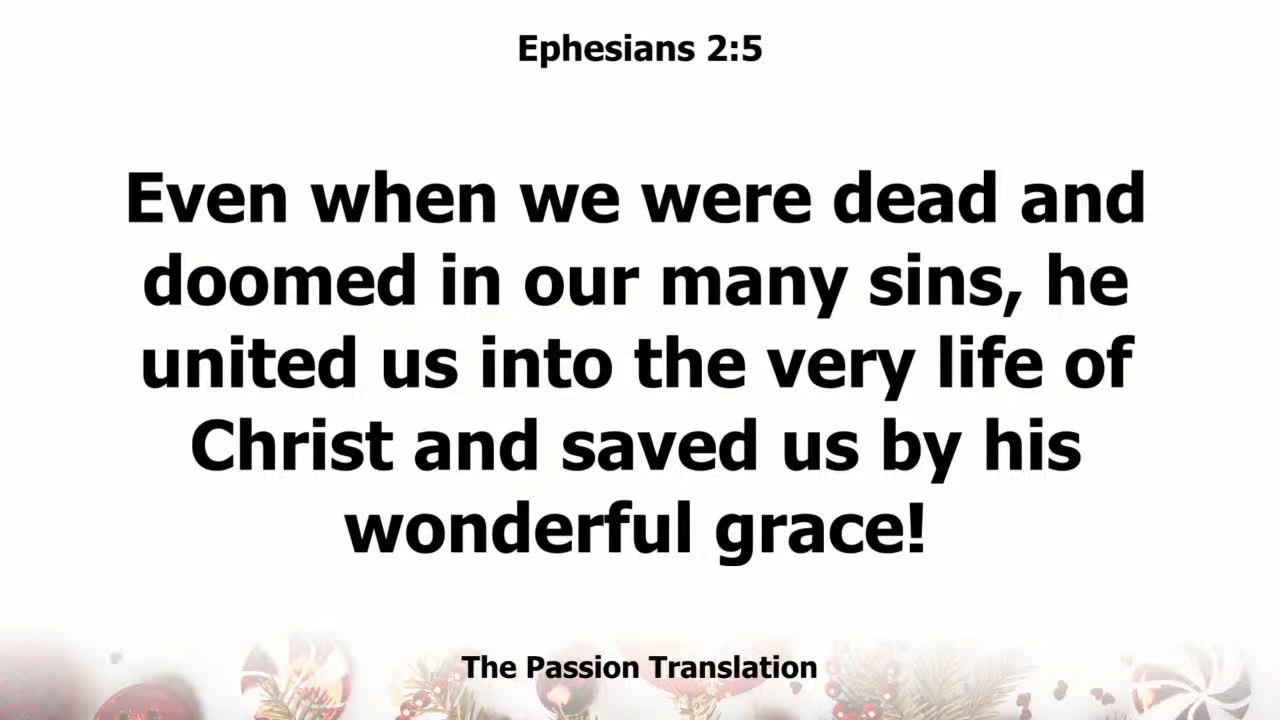 Ephesians 2:5
Even when we were dead and
doomed in our many sins, he
united us into the very life of
Christ and saved us by his
wonderful grace!
The Passion Translation